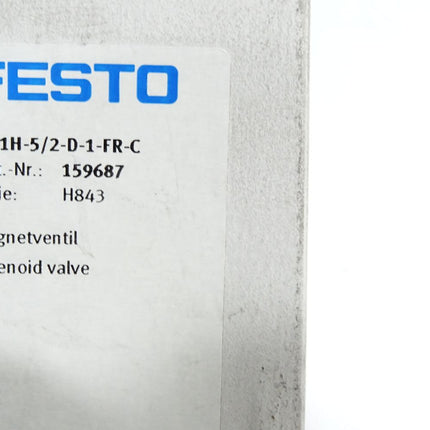 FESTO
1H-5/2-D-1-FR-C
.-Nr.: 159687
ie: H843
gnetventil
enoid valve